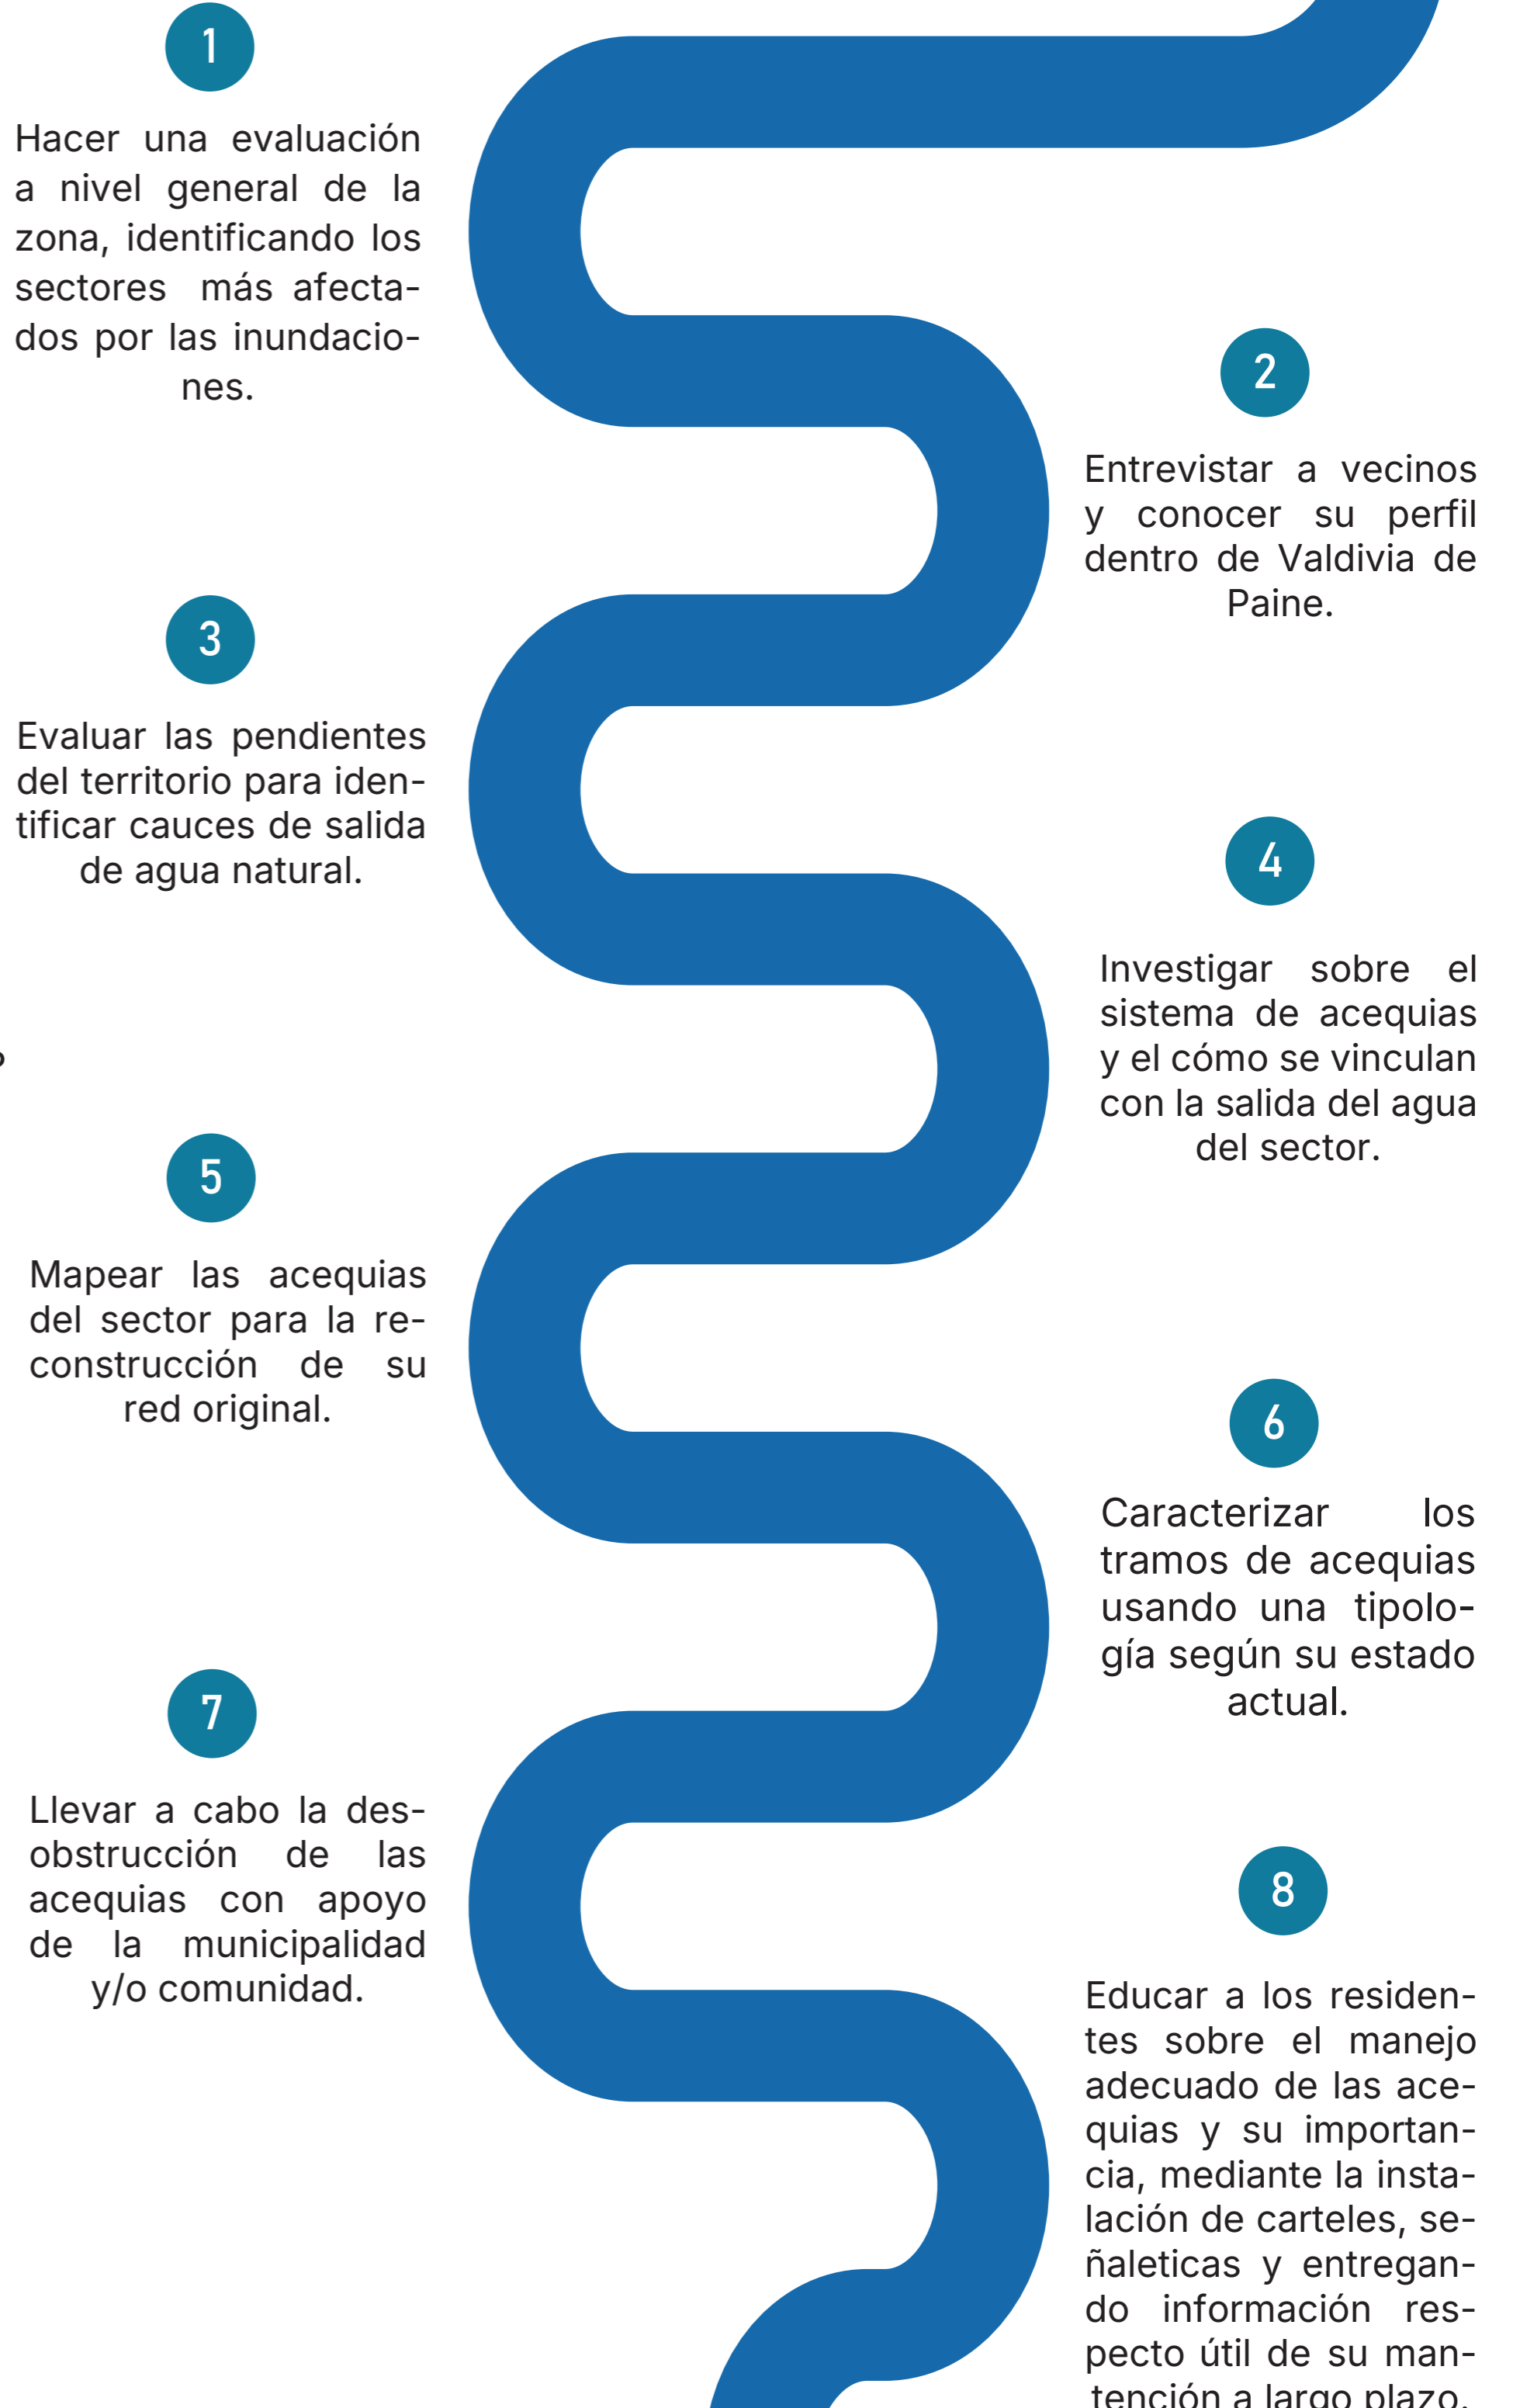 1
Hacer una evaluación
a nivel general de la
zona, identificando los
sectores más afecta-
dos por las inundacio-
nes.
2
Entrevistar a vecinos
y conocer su perfil
dentro de Valdivia de
Paine.
3
Evaluar las pendientes
del territorio para iden-
tificar cauces de salida
de agua natural.
4
Investigar sobre el
sistema de acequias
y el cómo se vinculan
con la salida del agua
del sector.
5
Mapear las acequias
del sector para la re-
construcción de su
red original.
6
Caracterizar los
tramos de acequias
usando una tipolo-
gía según su estado
actual.
7
Llevar a cabo la des-
obstrucción de las
acequias con apoyo
de la municipalidad
y/o comunidad.
8
Educar a los residen-
tes sobre el manejo
adecuado de las ace-
quias y su importan-
cia, mediante la insta-
lación de carteles, se-
ñaleticas y entregan-
do información res-
pecto útil de su man-
tención a largo plazo.